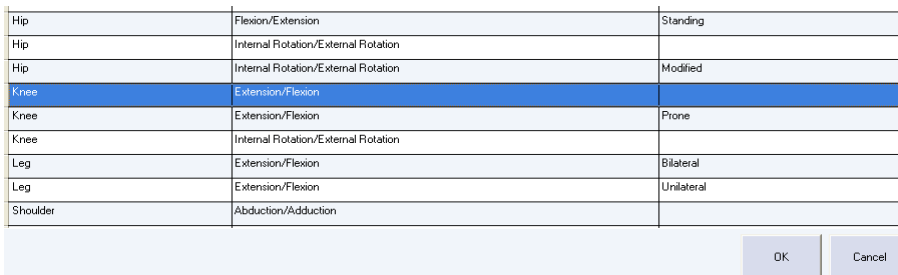 Hip Flexion/Extension Standing
Hip Internal Rotation/External Rotation
Hip Internal Rotation/External Rotation Modified
Knee Extension/Flexion
Knee Extension/Flexion Prone
Knee Internal Rotation/External Rotation
Leg Extension/Flexion Bilateral
Leg Extension/Flexion Unilateral
Shoulder Abduction/Adduction
OK Cancel